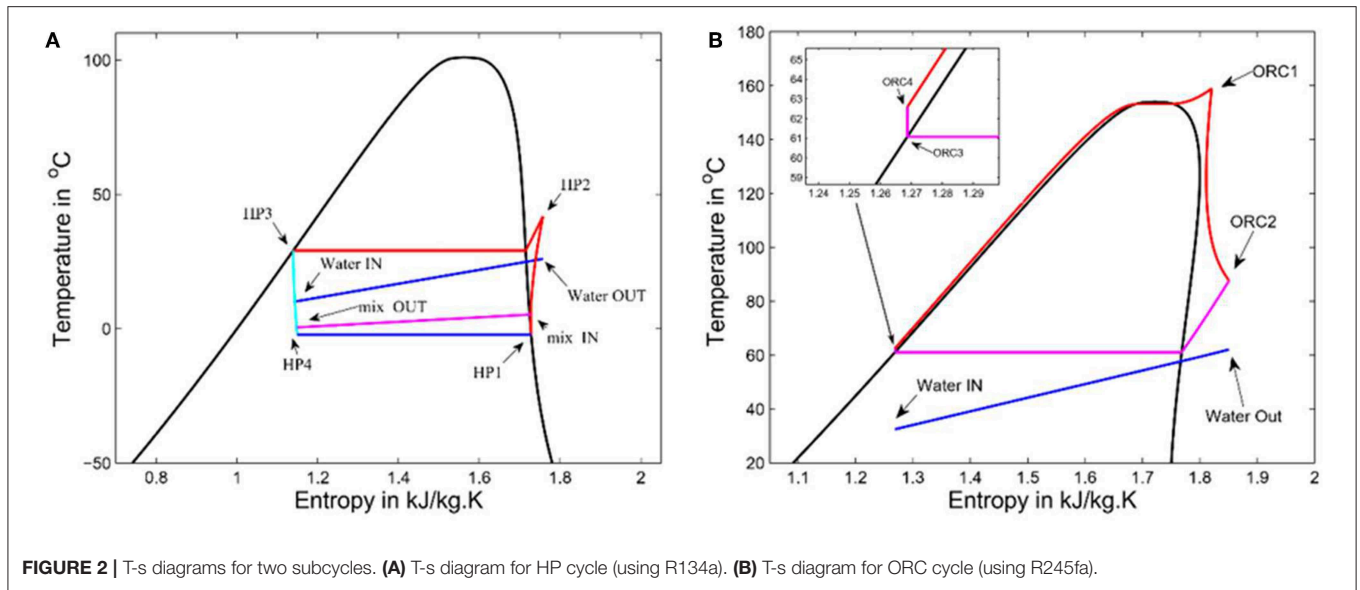 A
Temperature in °C
100
50
0
−50
0.8
1
1.2
1.4
1.6
1.8
2
Entropy in kJ/kg.K
HP3
HP2
Water IN
mix OUT
Water OUT
mix IN
HP4
HP1
B
Temperature in °C
180
160
140
120
100
80
60
40
20
1.1
1.2
1.3
1.4
1.5
1.6
1.7
1.8
1.9
2
Entropy in kJ/kg.K
65
64
63
62
61
60
59
1.24
1.25
1.26
1.27
1.28
1.29
ORC4
ORC3
ORC1
ORC2
Water IN
Water Out
FIGURE 2 | T-s diagrams for two subcycles. (A) T-s diagram for HP cycle (using R134a). (B) T-s diagram for ORC cycle (using R245fa).